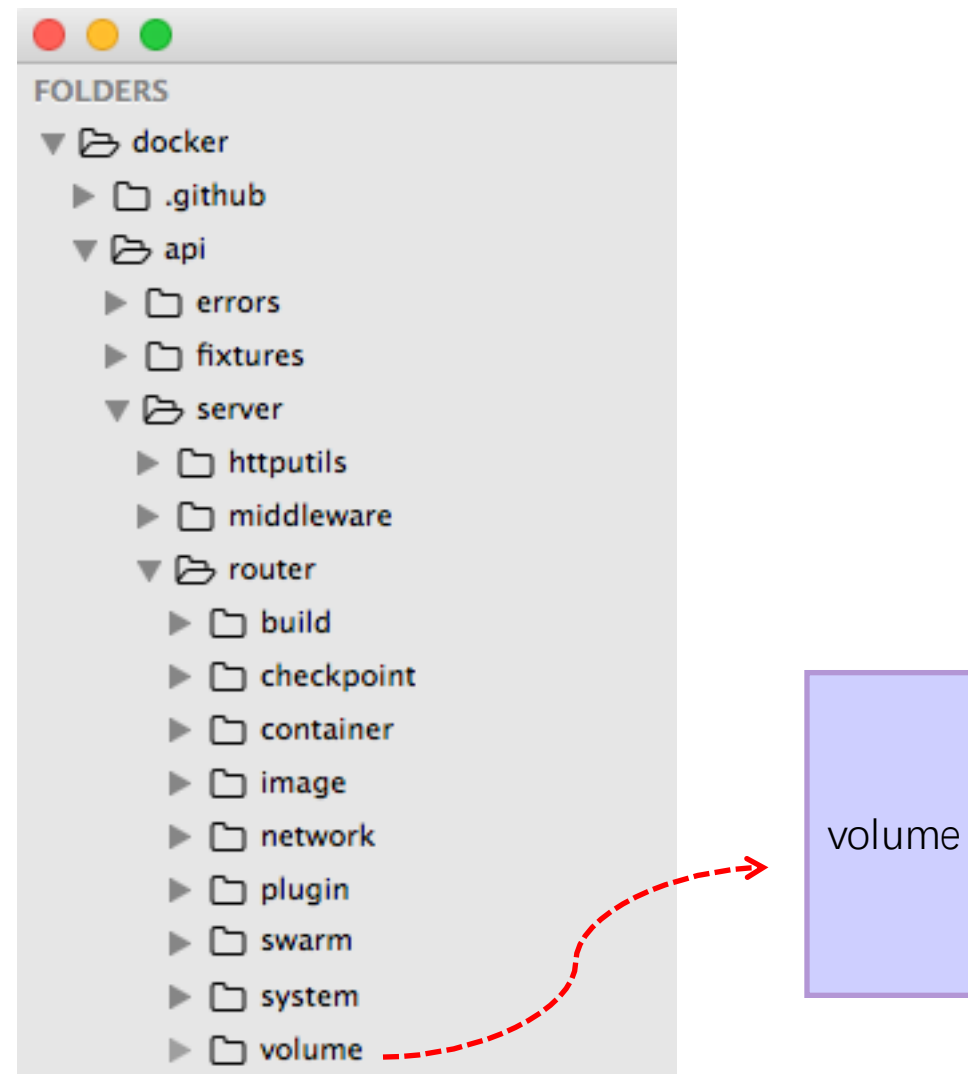 FOLDERS
docker
.github
api
errors
fixtures
server
httputils
middleware
router
build
checkpoint
container
image
network
plugin
swarm
system
volume
volume